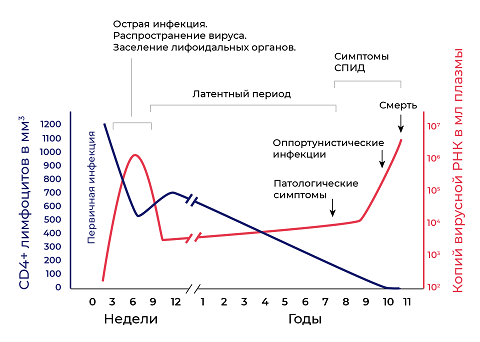 Острая инфекция.
Распространение вируса.
Заселение лифоидальных органов.
Симптомы
СПИД
Латентный период
Смерть
CD4+ лимфоцитов в мм³
1200
1100
1000
900
800
700
600
500
400
300
200
100
0
Первичная инфекция
Оппортунистические
инфекции
Патологические
симптомы
10⁷
10⁶
10⁵
10⁴
10³
10²
Копий вирусной РНК в мл плазмы
0 3 6 9 12 1 2 3 4 5 6 7 8 9 10 11
Недели Годы